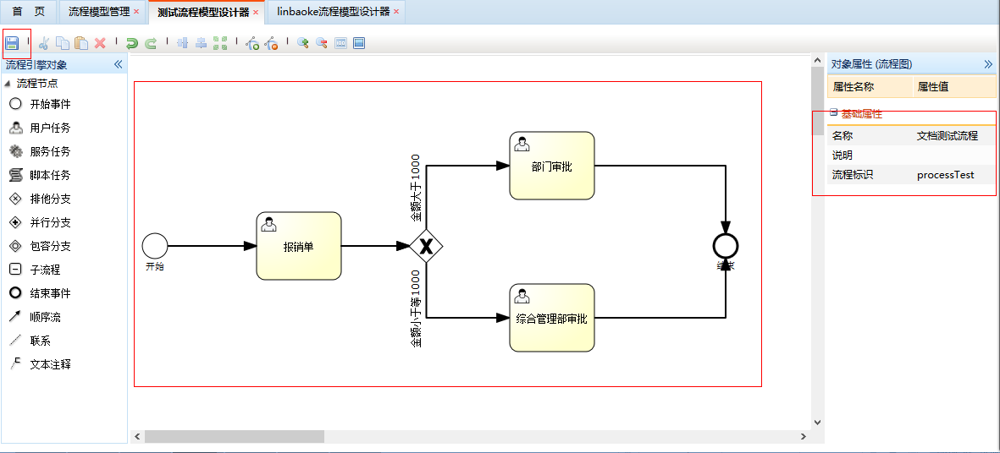 首 页
流程模型管理
测试流程模型设计器
linbaoke流程模型设计器
流程引擎对象
流程节点
开始事件
用户任务
服务任务
脚本任务
排他分支
并行分支
包容分支
子流程
结束事件
顺序流
联系
文本注释
开始
报销单
金额大于1000
金额小于等1000
部门审批
综合管理部审批
结束
对象属性 (流程图)
属性名称 属性值
基础属性
名称 文档测试流程
说明
流程标识 processTest